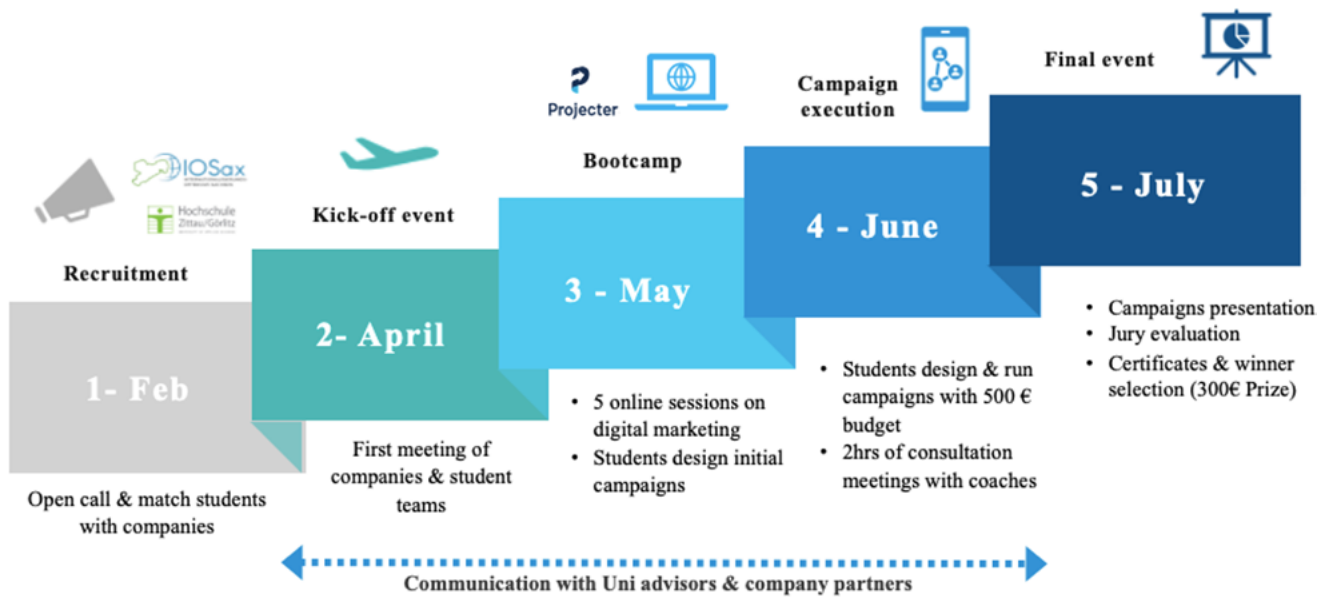 Recruitment
IOSax
Hochschule
Zittau/Görlitz
1- Feb
Open call & match students
with companies
Kick-off event
2- April
First meeting of
companies & student
teams
Projecter
Bootcamp
3 - May
• 5 online sessions on
digital marketing
• Students design initial
campaigns
Campaign
execution
4 - June
• Students design & run
campaigns with 500 €
budget
• 2hrs of consultation
meetings with coaches
Final event
5 - July
• Campaigns presentation
• Jury evaluation
• Certificates & winner
selection (300€ Prize)
Communication with Uni advisors & company partners